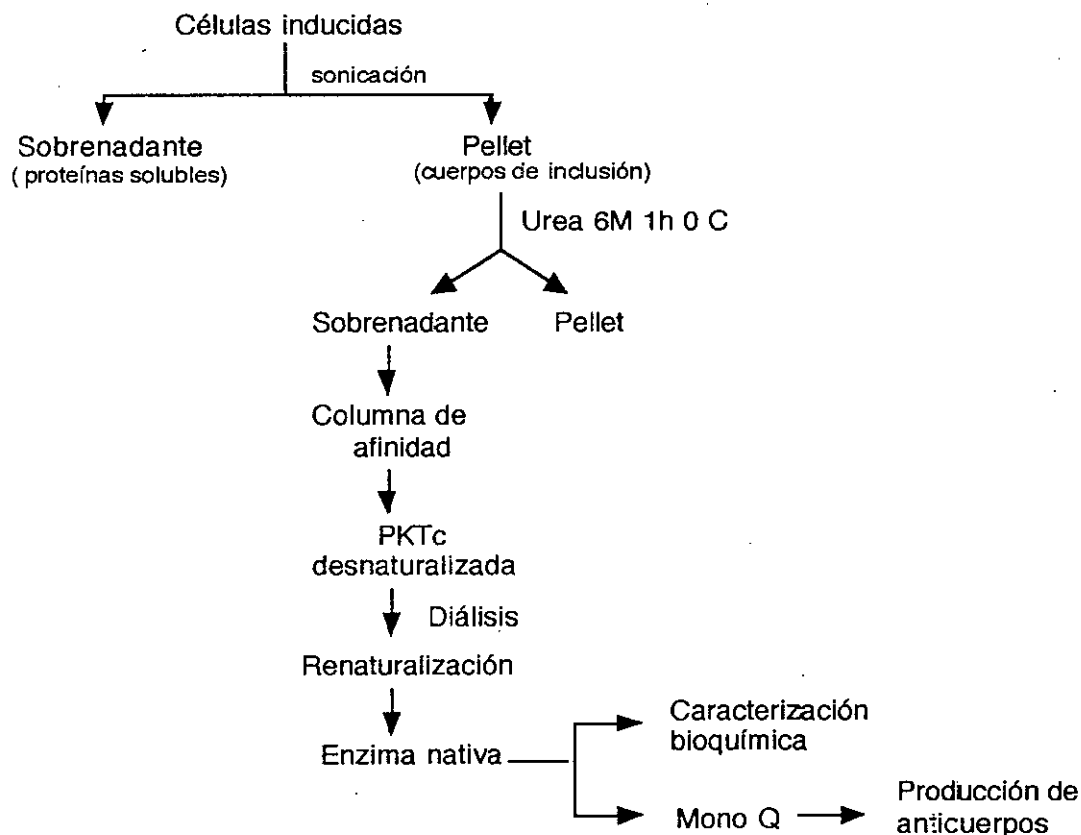 Células inducidas
sonicación
Sobrenadante
( proteínas solubles)
Pellet
(cuerpos de inclusión)
Urea 6M 1h 0 C
Sobrenadante
Pellet
Columna de
afinidad
PKTc
desnaturalizada
Diálisis
Renaturalización
Enzima nativa
Caracterización
bioquímica
Mono Q
Producción de
anticuerpos